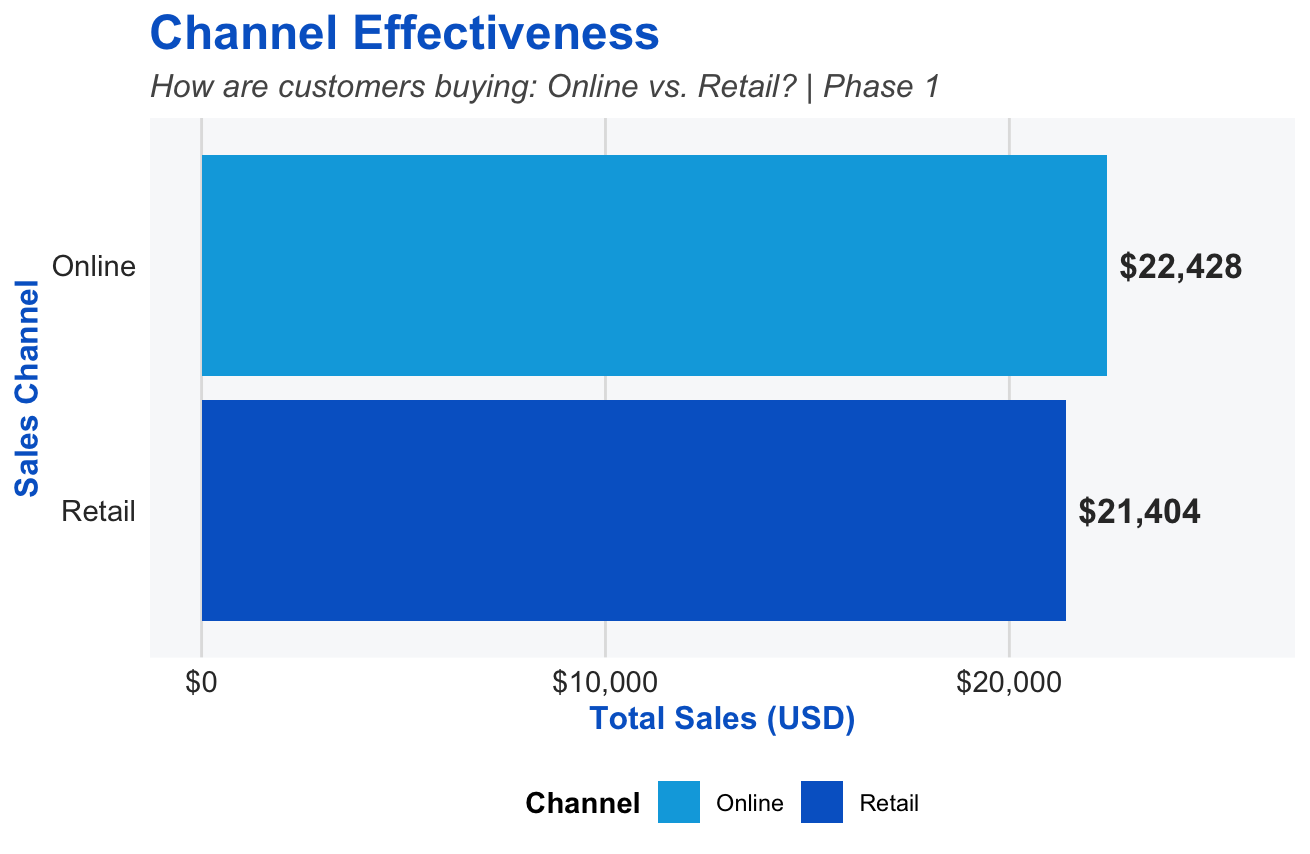 Channel Effectiveness
How are customers buying: Online vs. Retail? | Phase 1
Sales Channel
Online
$22,428
Retail
$21,404
$0
$10,000
$20,000
Total Sales (USD)
Channel
Online
Retail